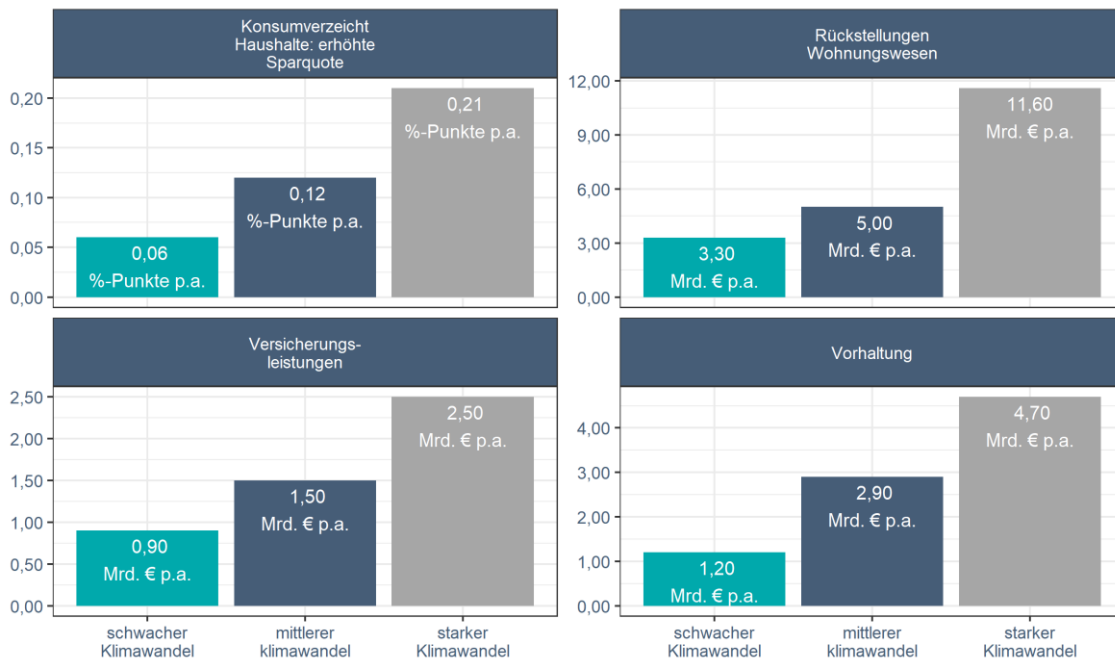 Konsumverzeicht
Haushalte: erhöhte
Sparquote
0,20
0,15
0,10
0,05
0,00
0,06
%-Punkte p.a.
0,12
%-Punkte p.a.
0,21
%-Punkte p.a.
Rückstellungen
Wohnungswesen
12,00
9,00
6,00
3,00
0,00
3,30
Mrd. € p.a.
5,00
Mrd. € p.a.
11,60
Mrd. € p.a.
Versicherungs-
leistungen
2,50
2,00
1,50
1,00
0,50
0,00
0,90
Mrd. € p.a.
1,50
Mrd. € p.a.
2,50
Mrd. € p.a.
schwacher
Klimawandel
mittlerer
klimawandel
starker
Klimawandel
Vorhaltung
4,00
3,00
2,00
1,00
0,00
1,20
Mrd. € p.a.
2,90
Mrd. € p.a.
4,70
Mrd. € p.a.
schwacher
Klimawandel
mittlerer
klimawandel
starker
Klimawandel